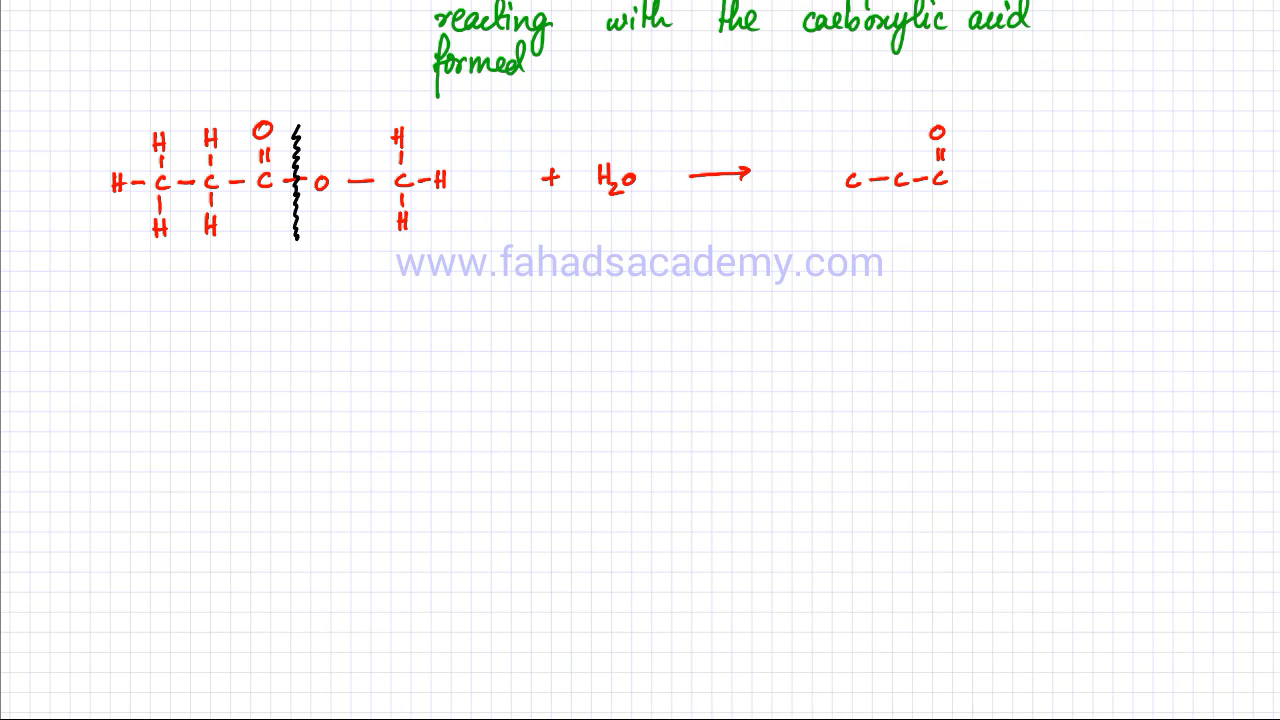 reacting with the carboxylic acid
formed
H H O H
H - C - C - C - O - C - H + H2O → C - C - C
H H H
O
www.fahadsacademy.com